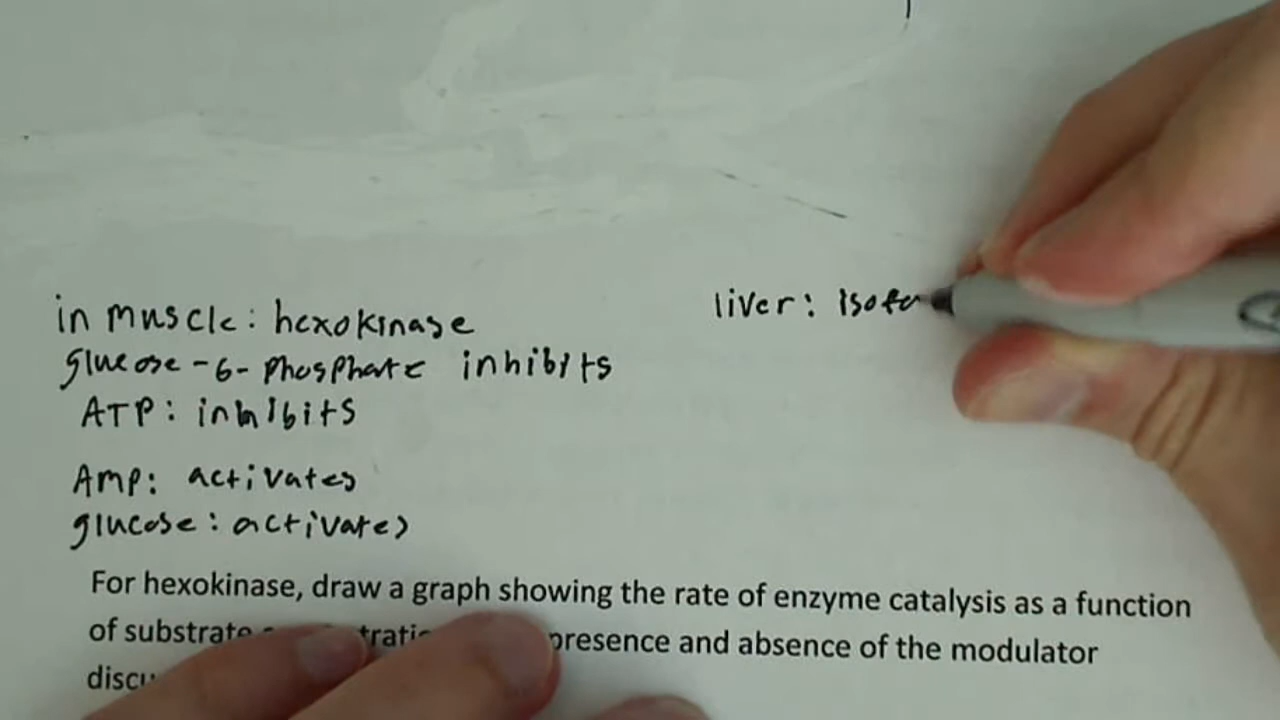 in muscle: hexokinase
liver: Isofo
glucose-6-phosphate inhibits
ATP: inhibits
Amp: activates
glucose: activates
For hexokinase, draw a graph showing the rate of enzyme catalysis as a function
of substrate presence and absence of the modulator